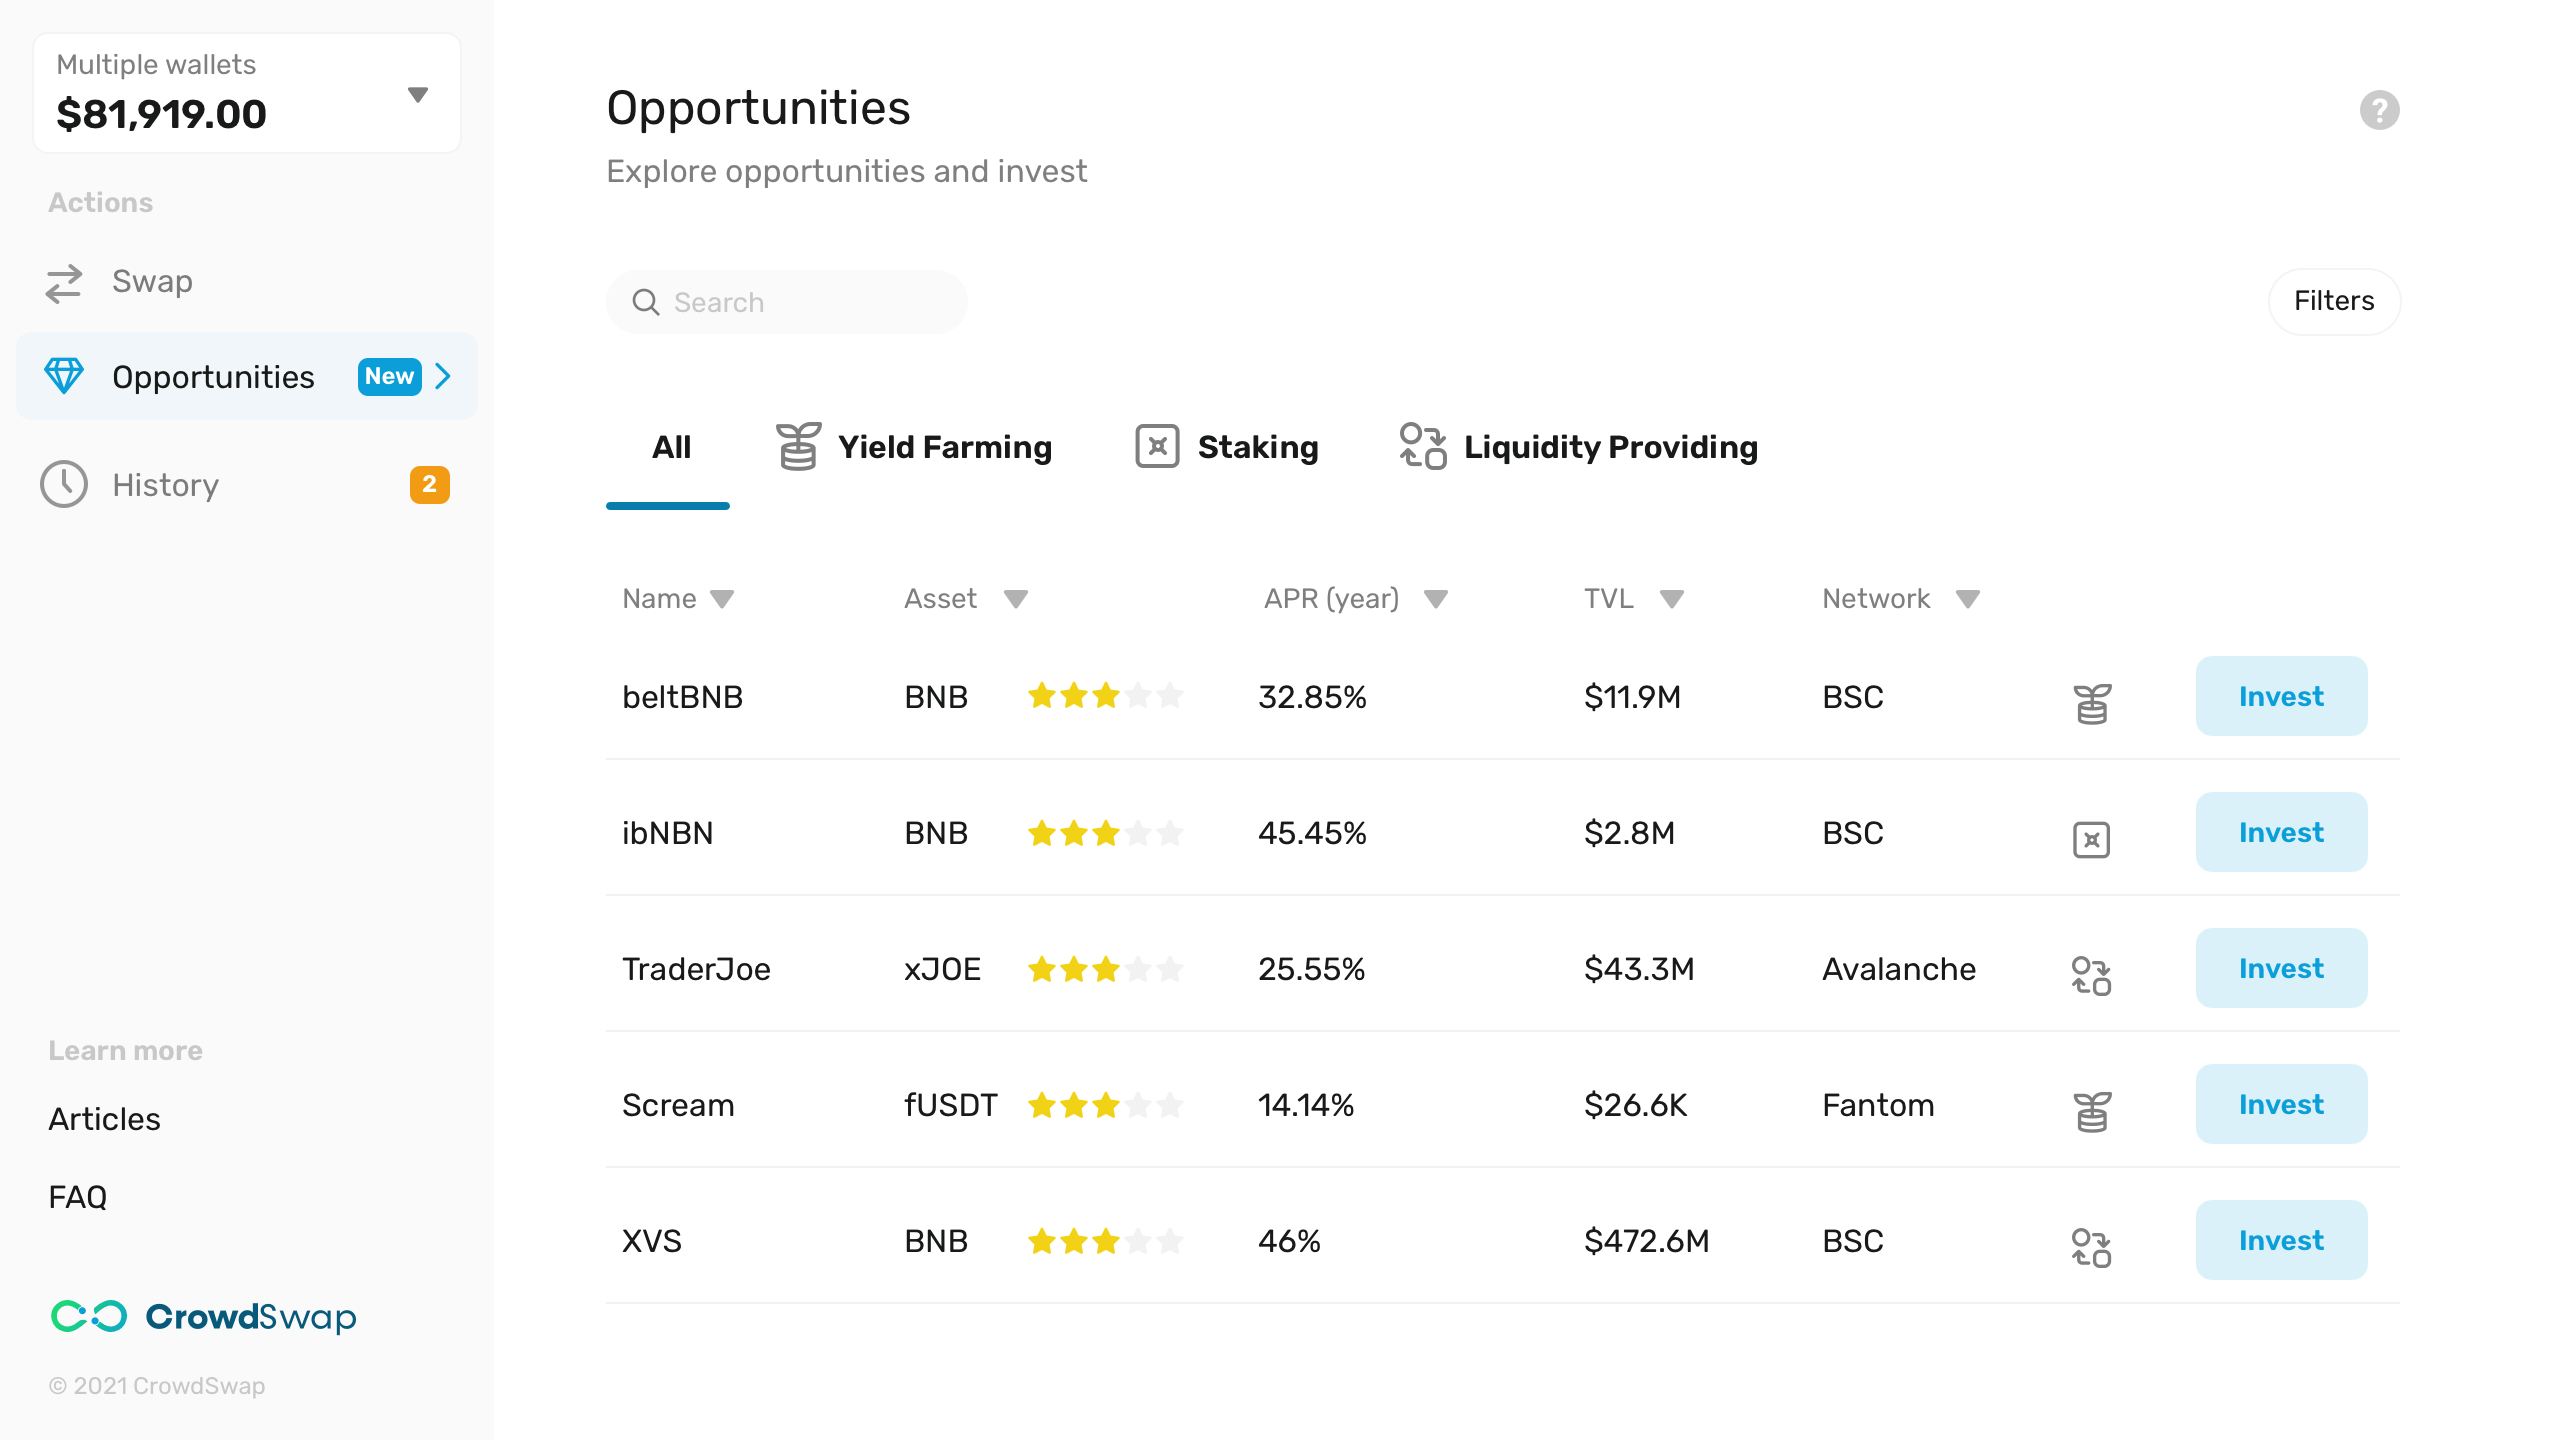 Multiple wallets
$81,919.00
Actions
Swap
Opportunities New
History 2
Learn more
Articles
FAQ
CrowdSwap
© 2021 CrowdSwap
Opportunities
?
Explore opportunities and invest
Search
Filters
All Yield Farming Staking Liquidity Providing
Name Asset APR (year) TVL Network
beltBNB BNB 32.85% $11.9M BSC Invest
ibNBN BNB 45.45% $2.8M BSC Invest
TraderJoe xJOE 25.55% $43.3M Avalanche Invest
Scream fUSDT 14.14% $26.6K Fantom Invest
XVS BNB 46% $472.6M BSC Invest